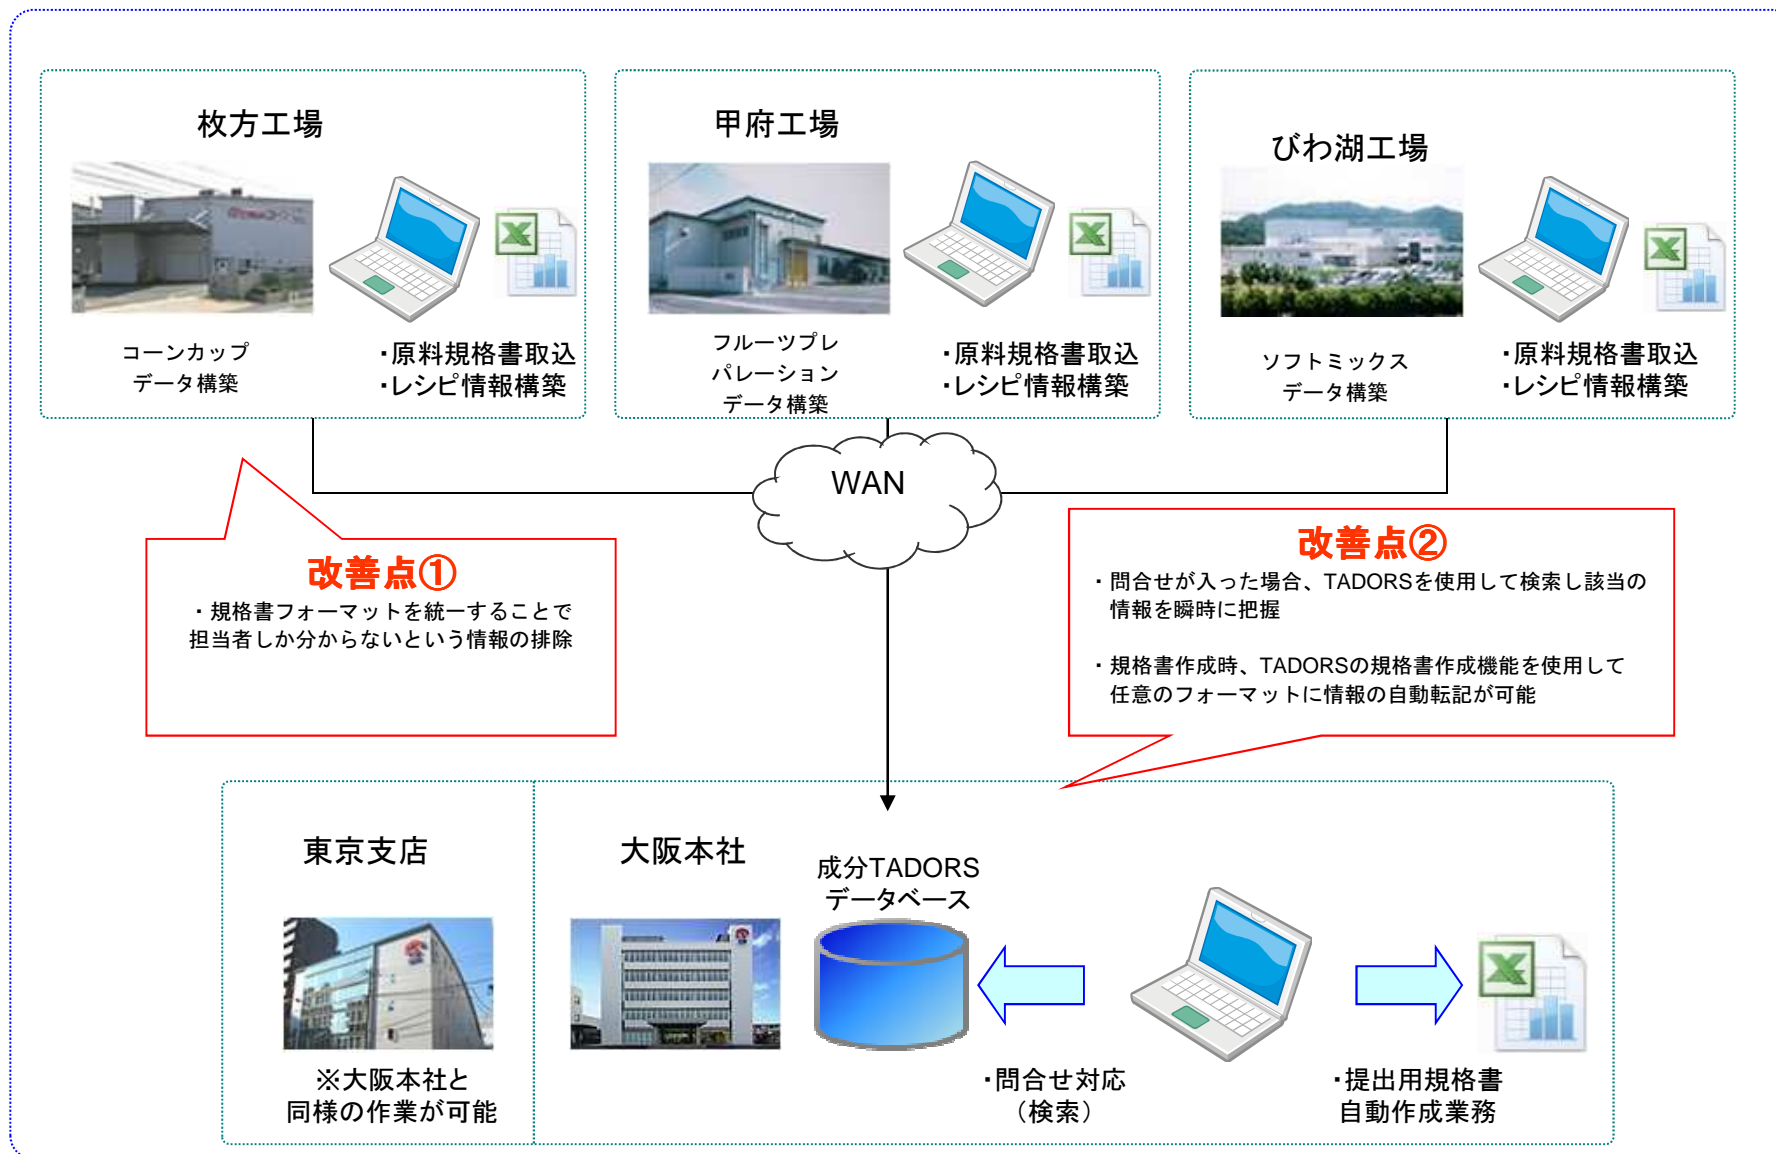 枚方工場
コーンカップ
データ構築
・原料規格書取込
・レシピ情報構築
甲府工場
フルーツプレ
パレーション
データ構築
・原料規格書取込
・レシピ情報構築
びわ湖工場
ソフトミックス
データ構築
・原料規格書取込
・レシピ情報構築
WAN
改善点①
・規格書フォーマットを統一することで
担当者しか分からないという情報の排除
改善点②
・問合せが入った場合、TADORSを使用して検索し該当の
情報を瞬時に把握
・規格書作成時、TADORSの規格書作成機能を使用して
任意のフォーマットに情報の自動転記が可能
東京支店
※大阪本社と
同様の作業が可能
大阪本社
成分TADORS
データベース
・問合せ対応
（検索）
・提出用規格書
自動作成業務